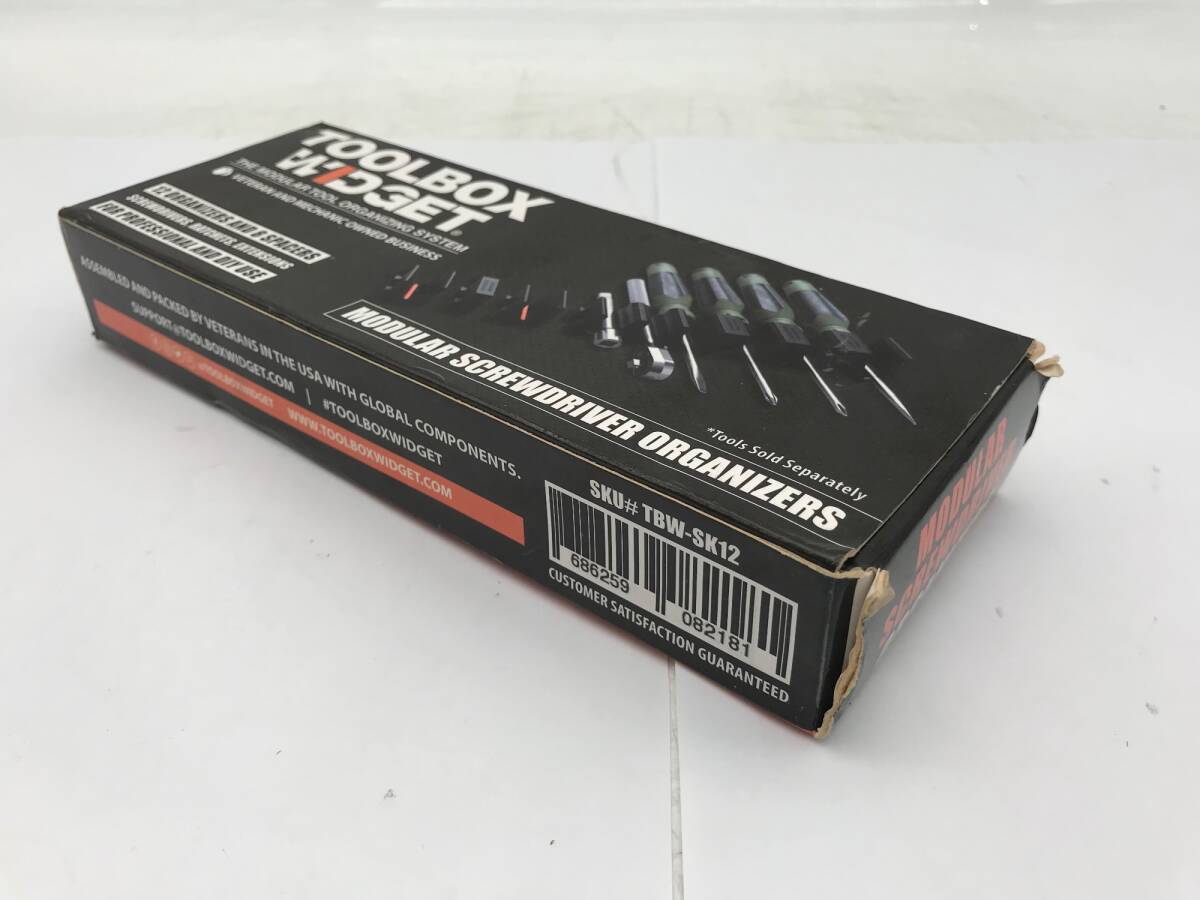 TOOLBOX
WIDGET®
THE MODULAR TOOL ORGANIZING SYSTEM
VETERAN AND MECHANIC OWNED BUSINESS
12 ORGANIZERS AND 8 SPACERS
SCREWDRIVERS, RATCHETS, EXTENSIONS
FOR PROFESSIONAL AND DIY USE
MODULAR SCREWDRIVER ORGANIZERS
*Tools Sold Separately
ASSEMBLED AND PACKED BY VETERANS IN THE USA WITH GLOBAL COMPONENTS.
SUPPORT@TOOLBOXWIDGET.COM | #TOOLBOXWIDGET
@TOOLBOXWIDGET WWW.TOOLBOXWIDGET.COM
SKU# TBW-SK12
686259 082181
CUSTOMER SATISFACTION GUARANTEED
MODULAR